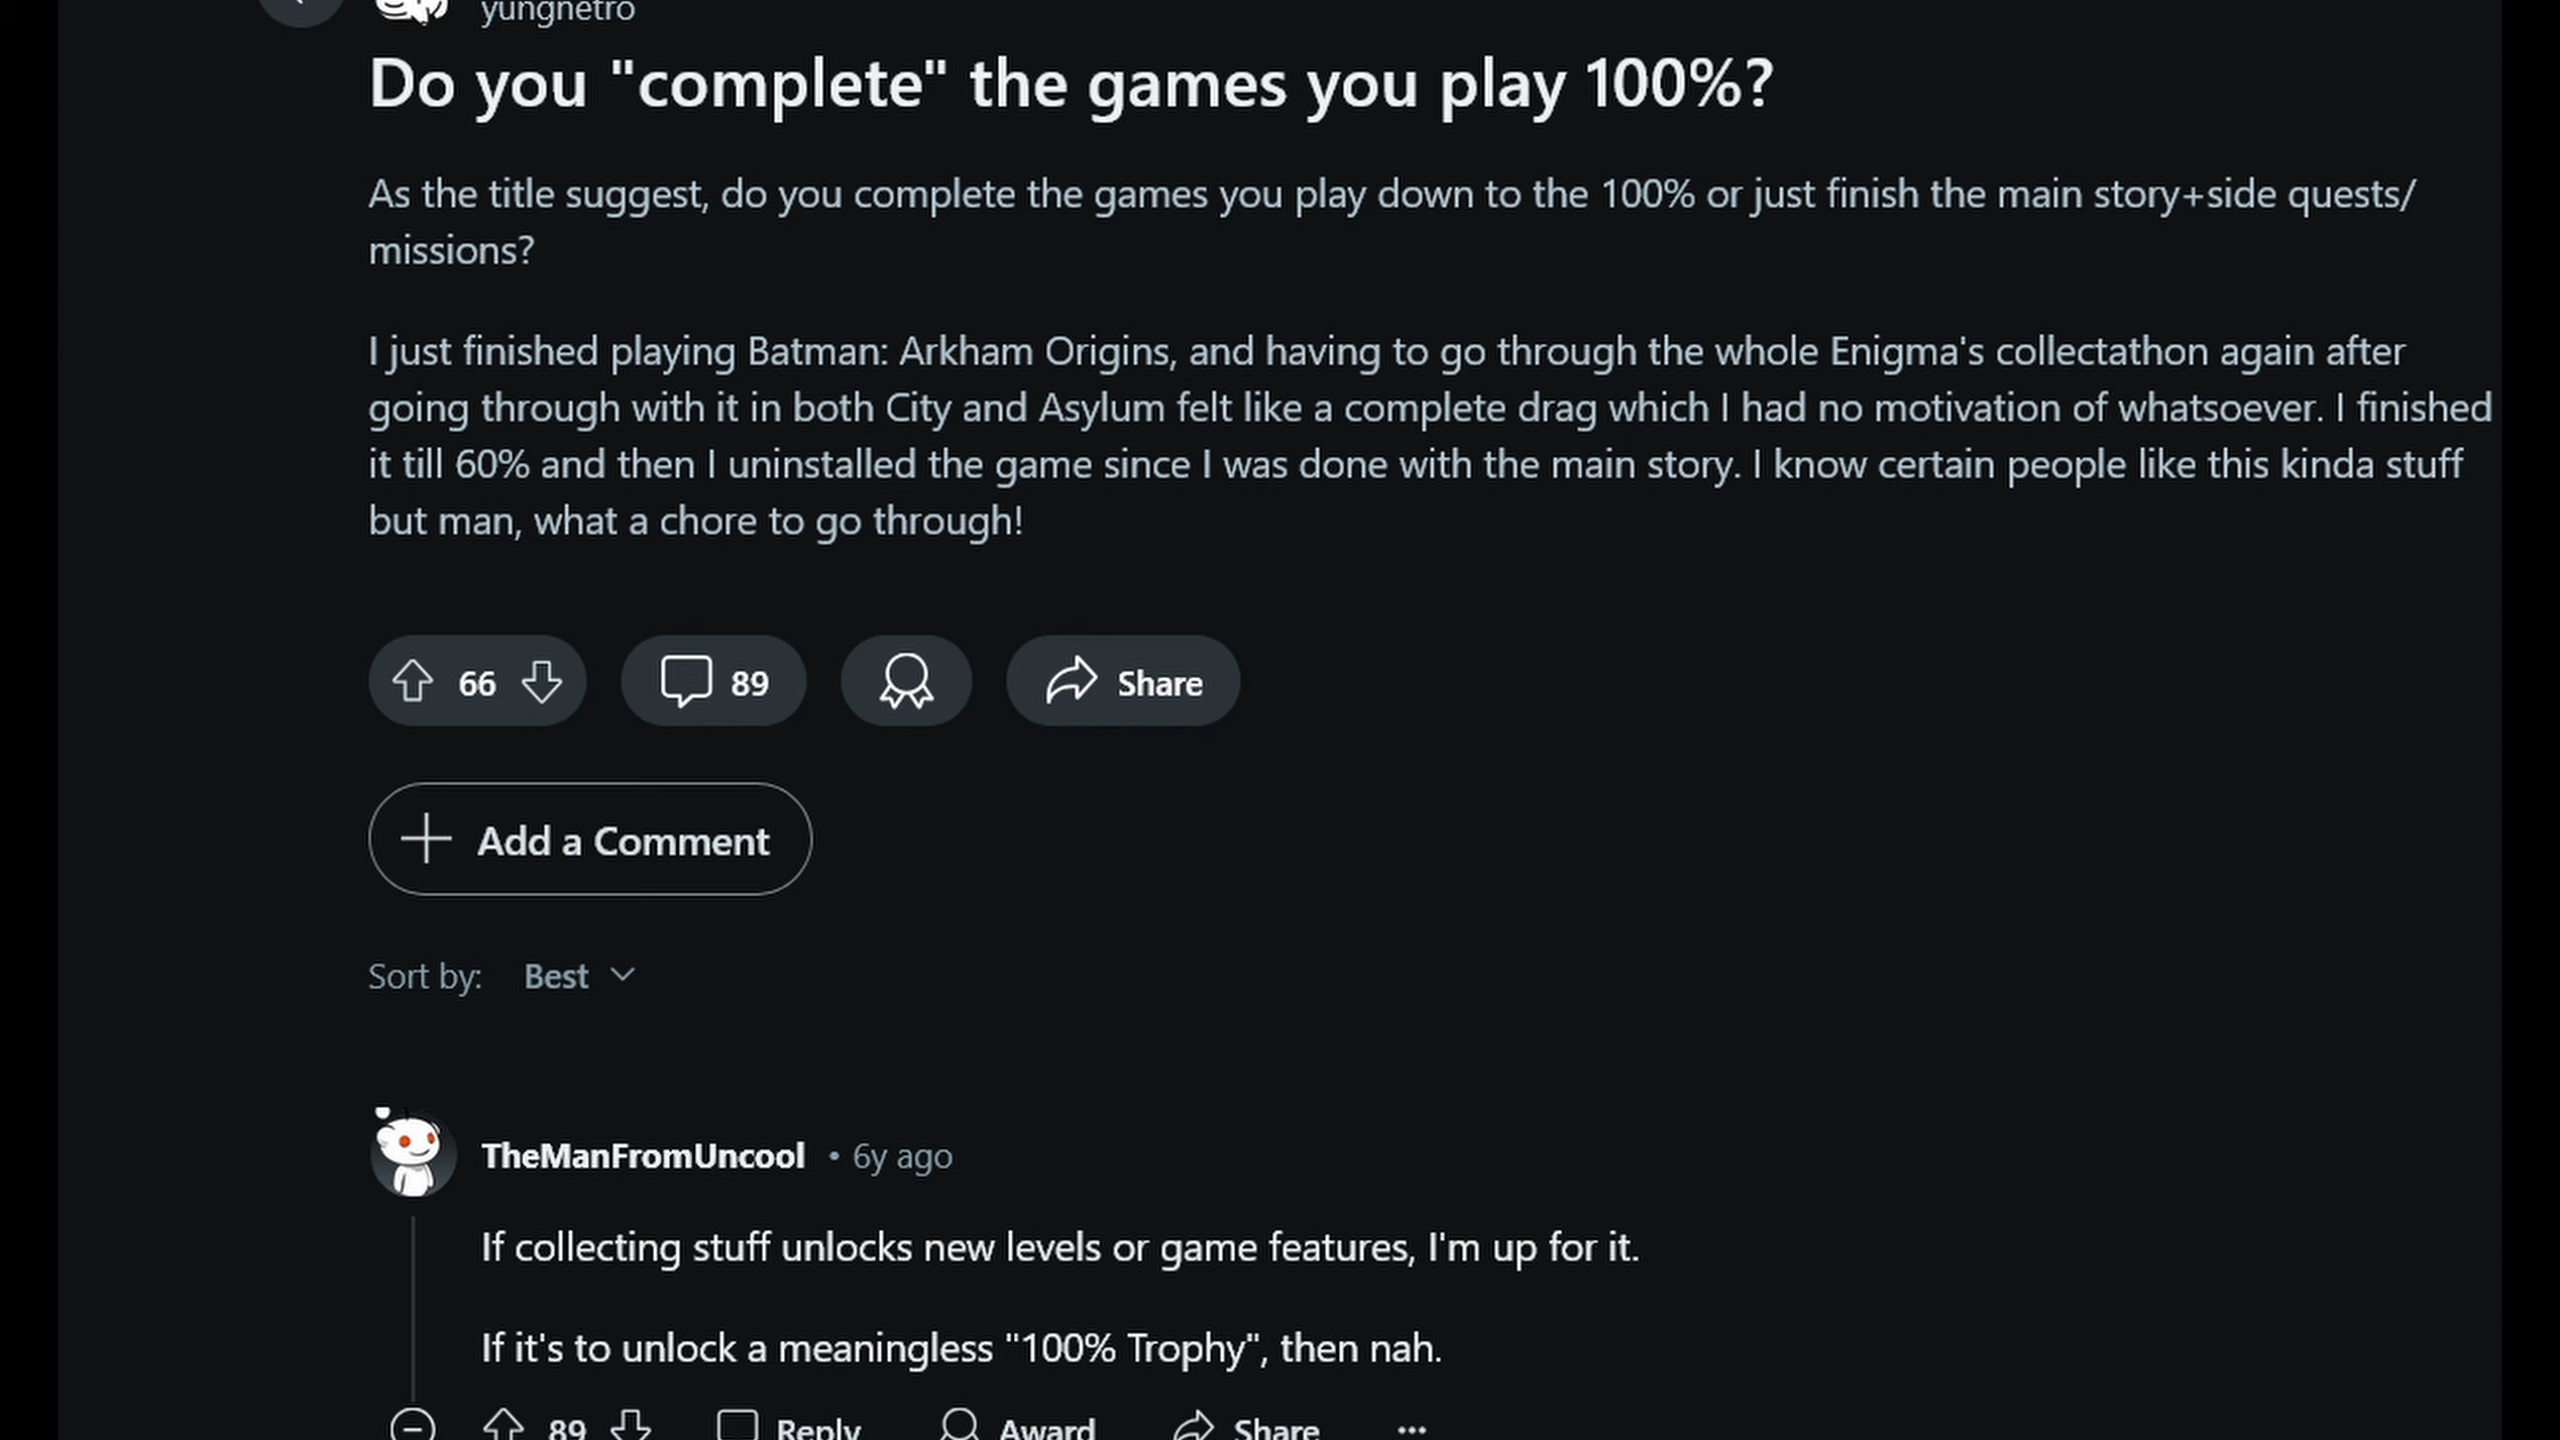 yungnetro
Do you "complete" the games you play 100%?
As the title suggest, do you complete the games you play down to the 100% or just finish the main story+side quests/
missions?
I just finished playing Batman: Arkham Origins, and having to go through the whole Enigma's collectathon again after
going through with it in both City and Asylum felt like a complete drag which I had no motivation of whatsoever. I finished
it till 60% and then I uninstalled the game since I was done with the main story. I know certain people like this kinda stuff
but man, what a chore to go through!
66 89 Share
Add a Comment
Sort by: Best
TheManFromUncool • 6y ago
If collecting stuff unlocks new levels or game features, I'm up for it.
If it's to unlock a meaningless "100% Trophy", then nah.
89 Reply Award Share ...